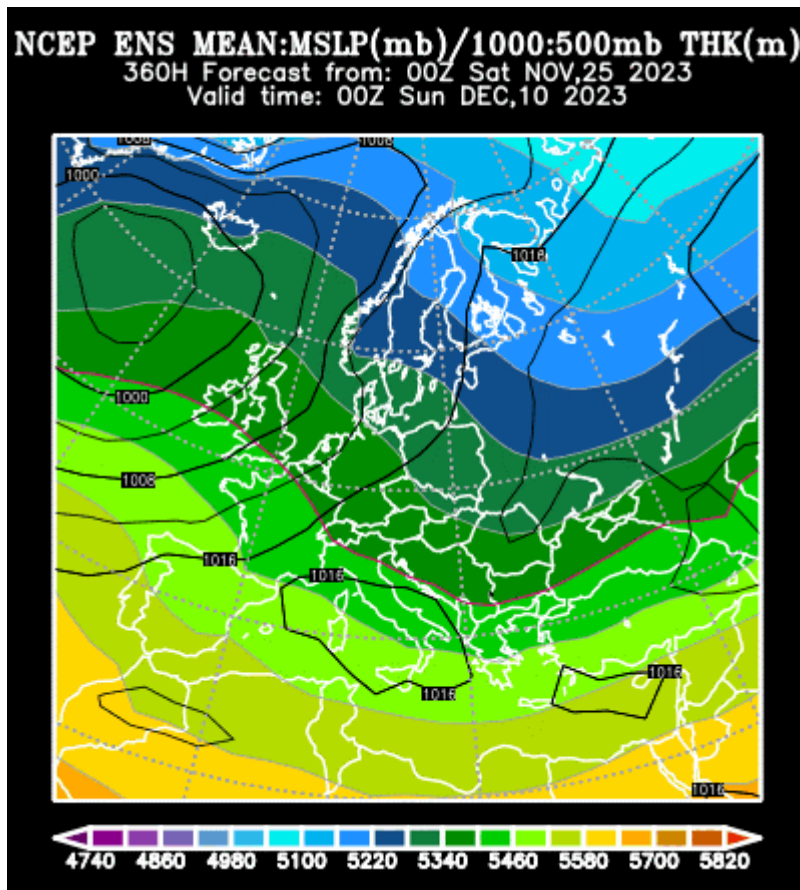 NCEP ENS MEAN:MSLP(mb)/1000:500mb THK(m)
360H Forecast from: 00Z Sat NOV,25 2023
Valid time: 00Z Sun DEC,10 2023
1008
1008
1000
1016
1000
1008
1016
1016
1016
1016
1016
4740 4860 4980 5100 5220 5340 5460 5580 5700 5820